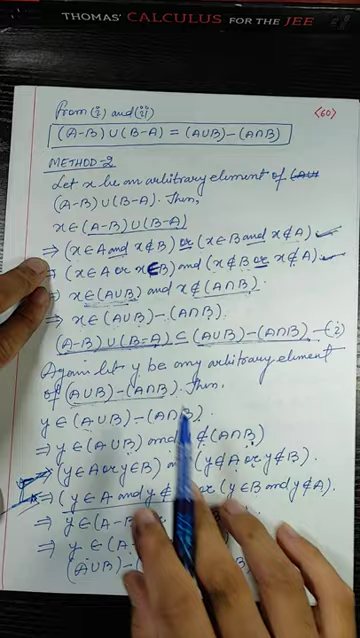 THOMAS' CALCULUS FOR THE JEE
From (i) and (ii)
<60>
(A-B)∪(B-A) = (A∪B)-(A∩B)
METHOD-2
Let x be an arbitrary element of
(A-B)∪(B-A). Then,
x∈(A-B)∪(B-A)
⇒ (x∈A and x∉B) or (x∈B and x∉A)
⇒ (x∈A or x∈B) and (x∉B or x∉A)
⇒ x∈(A∪B) and x∉(A∩B).
⇒ x∈(A∪B)-(A∩B).
(A-B)∪(B-A) ⊆ (A∪B)-(A∩B) -(i)
Again let y be any arbitrary element
of (A∪B)-(A∩B). Then,
y∈(A∪B)-(A∩B).
⇒ y∈(A∪B) and ∉(A∩B)
⇒ (y∈A or y∈B) (y∉A or y∉B).
⇒ (y∈A and y∉ or (y∈B and y∉A).
⇒ y∈(A-B
⇒ y∈(A
(A∪B)-